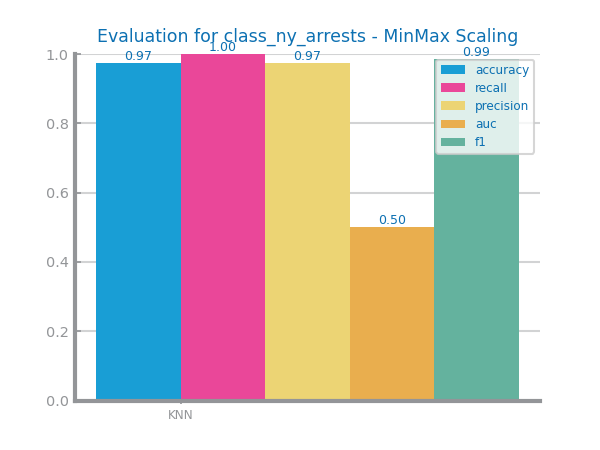 Evaluation for class_ny_arrests - MinMax Scaling
1.0
0.8
0.6
0.4
0.2
0.0
0.97
1.00
0.97
0.50
0.99
accuracy
recall
precision
auc
f1
KNN